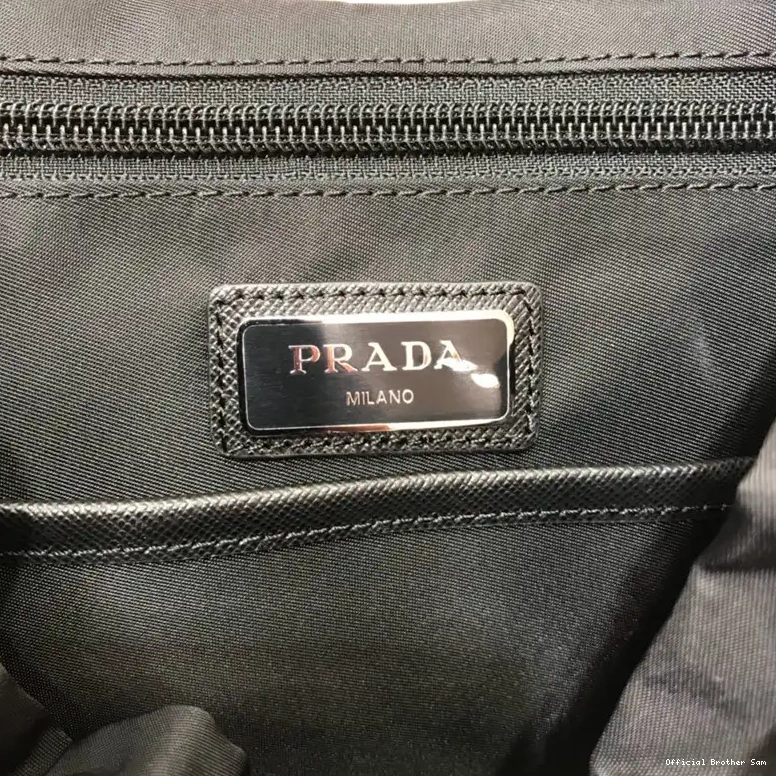 PRADA
MILANO
Official Brother Sam